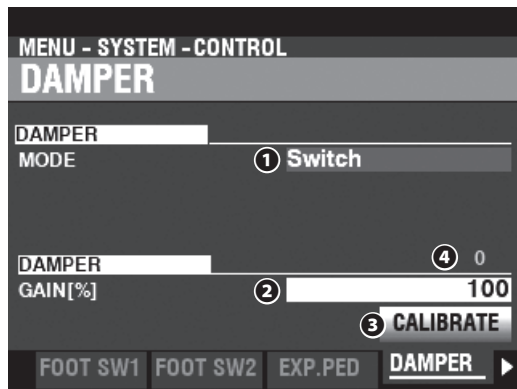 MENU - SYSTEM - CONTROL
DAMPER
DAMPER
MODE
1 Switch
4 0
DAMPER
GAIN[%]
2 100
3 CALIBRATE
FOOT SW1 FOOT SW2 EXP.PED DAMPER